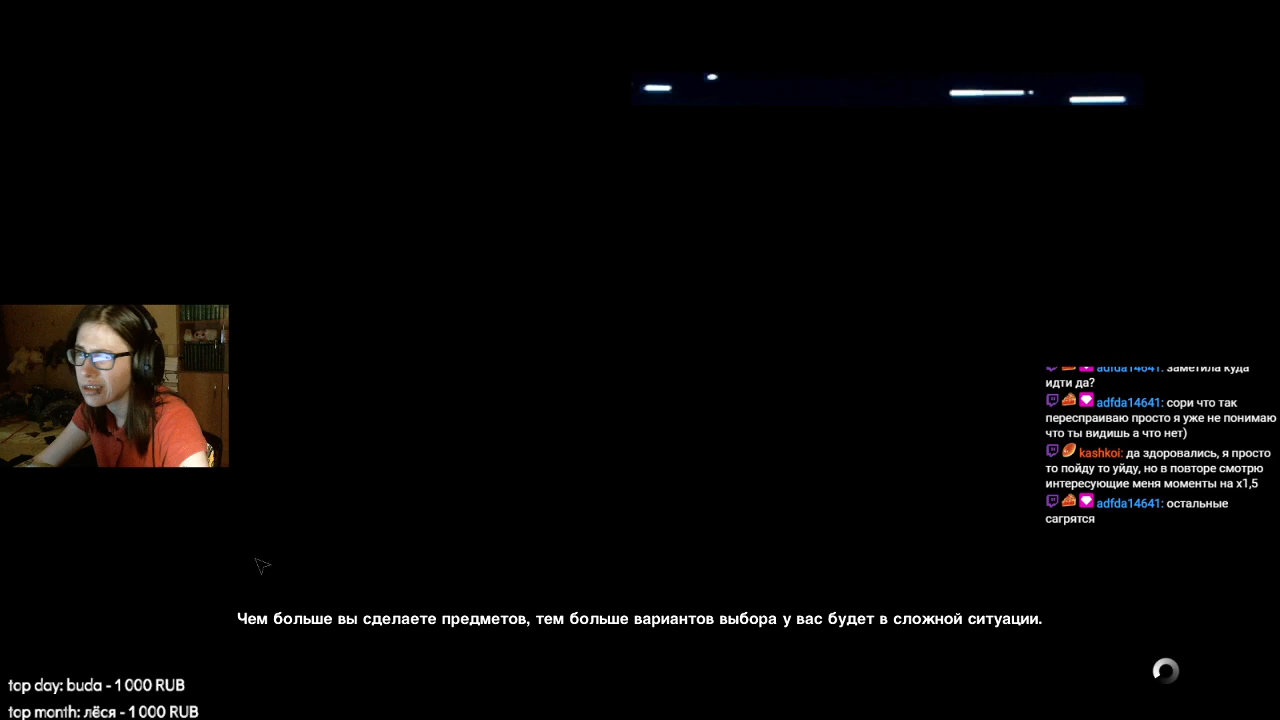 adfda14641: заметила куда
идти да?
adfda14641: сори что так
переспраиваю просто я уже не понимаю
что ты видишь а что нет)
kashkoi: да здоровались, я просто
то пойду то уйду, но в повторе смотрю
интересующие меня моменты на x1,5
adfda14641: остальные
сагрятся
Чем больше вы сделаете предметов, тем больше вариантов выбора у вас будет в сложной ситуации.
top day: buda - 1 000 RUB
top month: лёся - 1 000 RUB